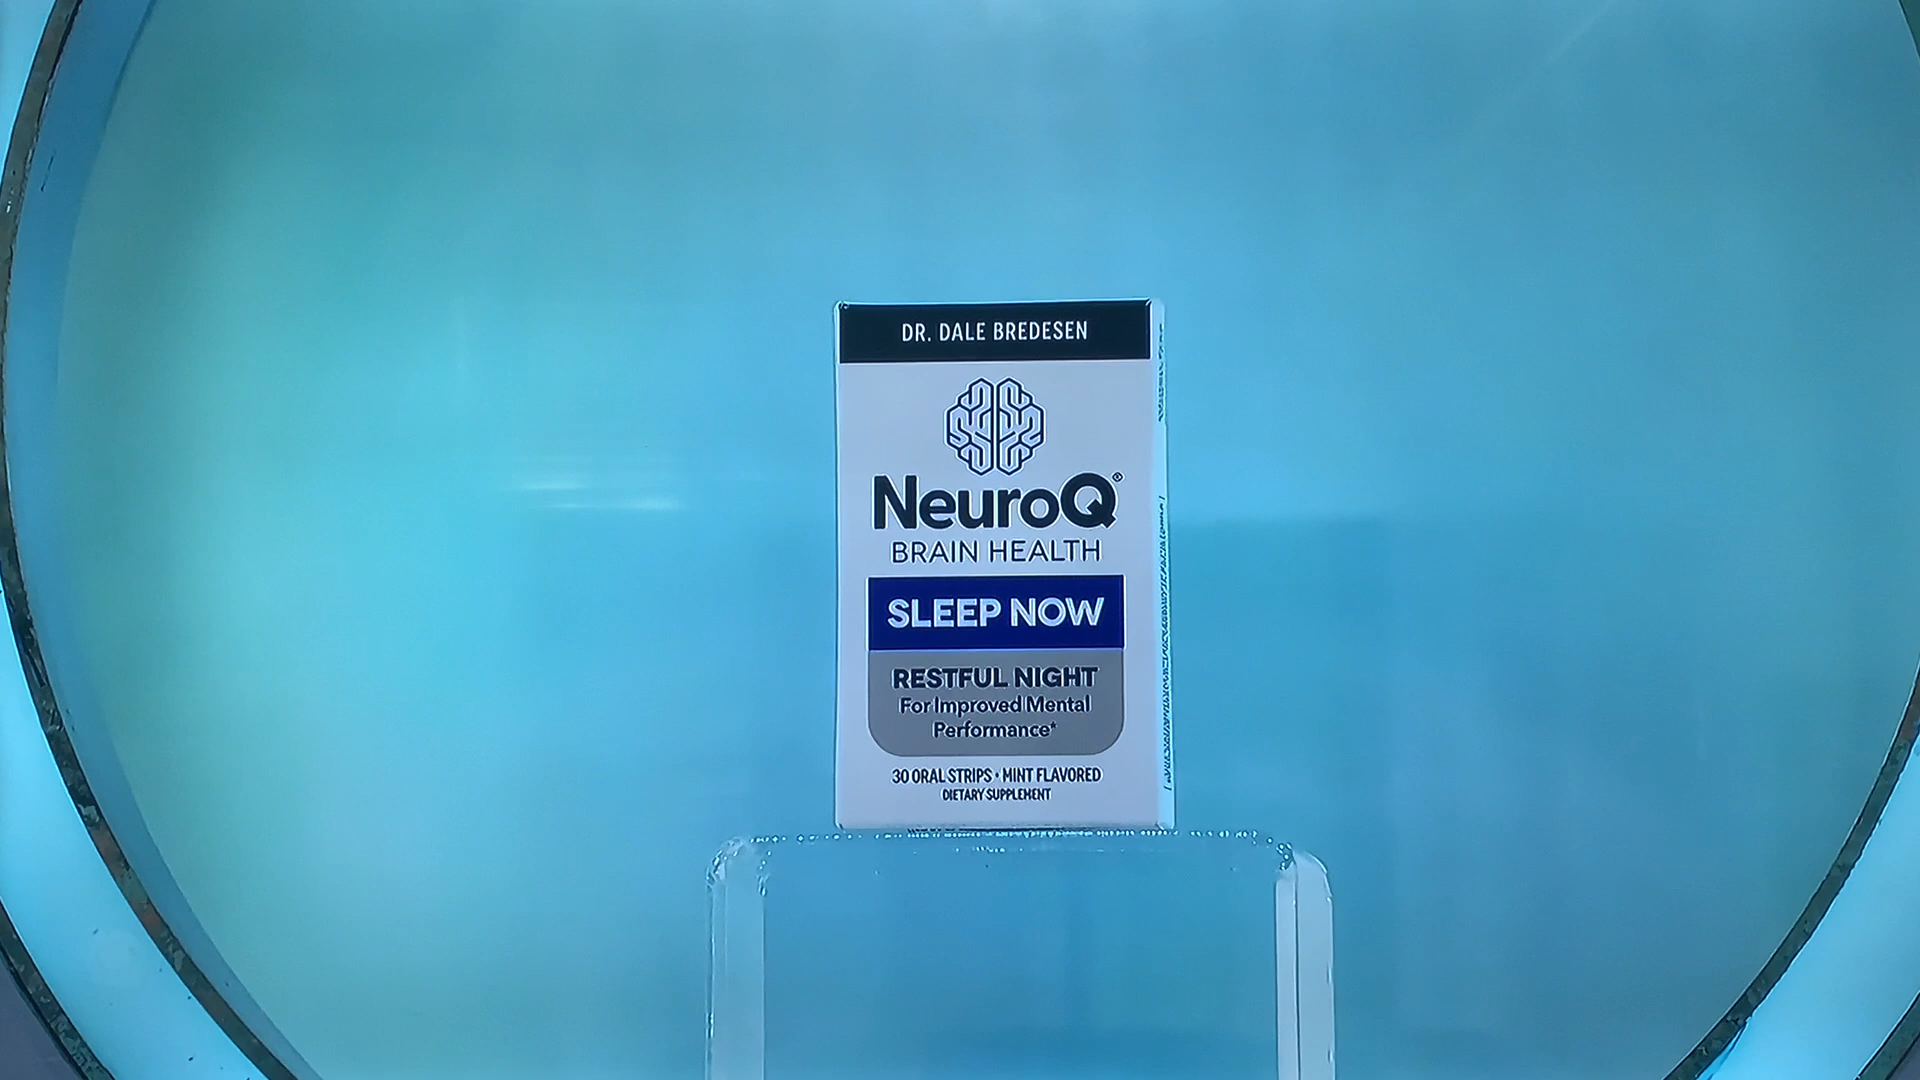 DR. DALE BREDESEN
NeuroQ®
BRAIN HEALTH
SLEEP NOW
RESTFUL NIGHT
For Improved Mental
Performance*
30 ORAL STRIPS • MINT FLAVORED
DIETARY SUPPLEMENT